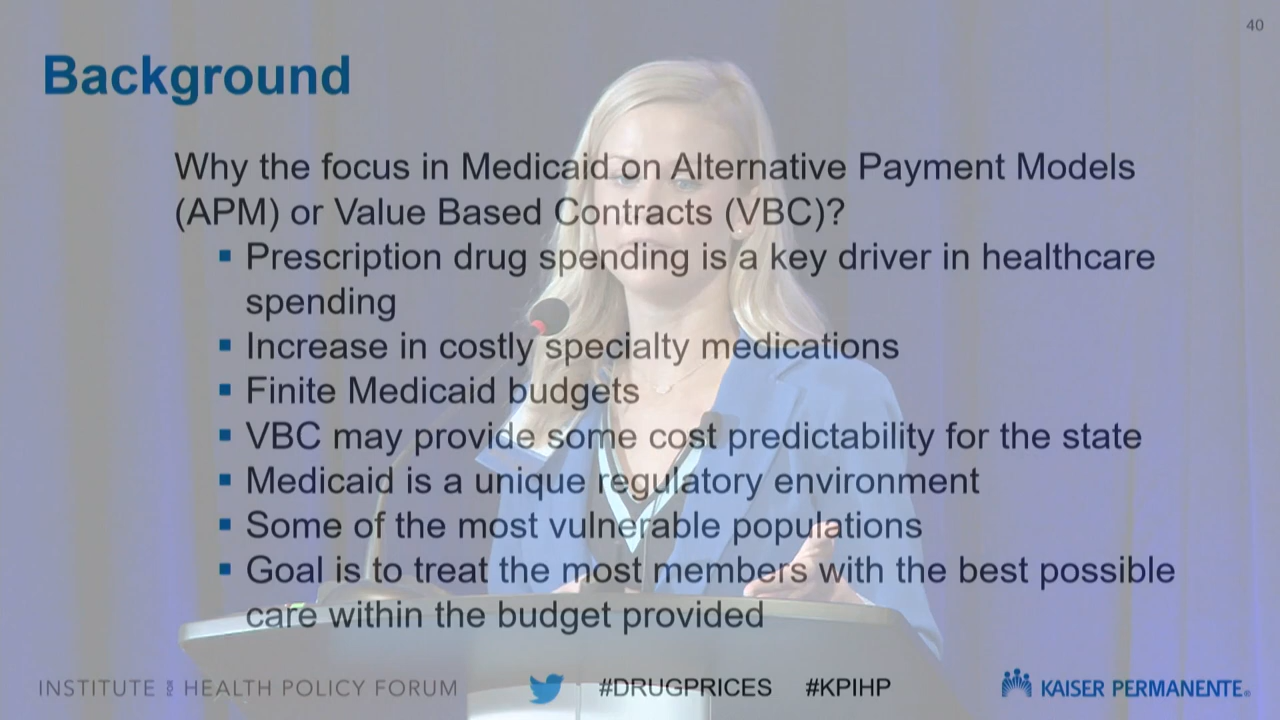 40
Background
Why the focus in Medicaid on Alternative Payment Models
(APM) or Value Based Contracts (VBC)?
▪ Prescription drug spending is a key driver in healthcare
spending
▪ Increase in costly specialty medications
▪ Finite Medicaid budgets
▪ VBC may provide some cost predictability for the state
▪ Medicaid is a unique regulatory environment
▪ Some of the most vulnerable populations
▪ Goal is to treat the most members with the best possible
care within the budget provided
INSTITUTE FOR HEALTH POLICY FORUM
#DRUGPRICES #KPIHP
KAISER PERMANENTE®